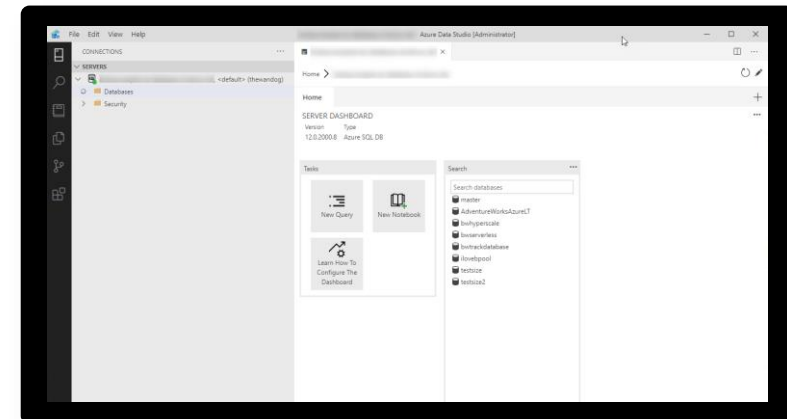 File Edit View Help
Azure Data Studio [Administrator]
CONNECTIONS
SERVERS
, <default> (thewandog)
Databases
Security
Home
Home
SERVER DASHBOARD
Version Type
12.0.2000.8 Azure SQL DB
Tasks
New Query
New Notebook
Learn How To
Configure The
Dashboard
Search
Search databases
master
AdventureWorksAzureLT
bwhyperscale
bwserverless
bwtrackdatabase
ilovebpool
testsize
testsize2